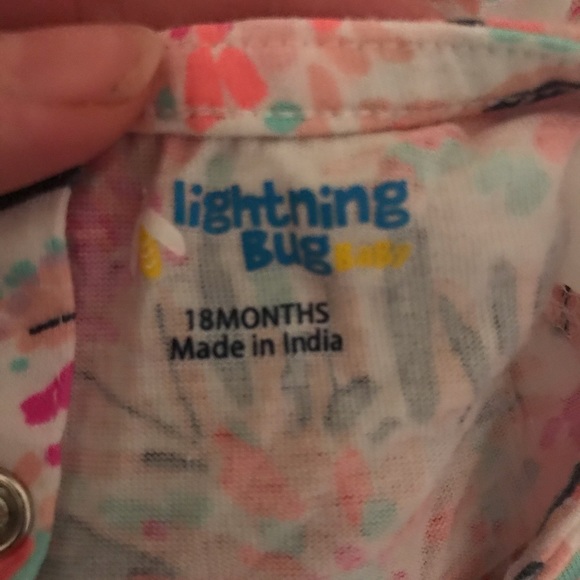 lightning
BUg BaBy
18MONTHS
Made in India